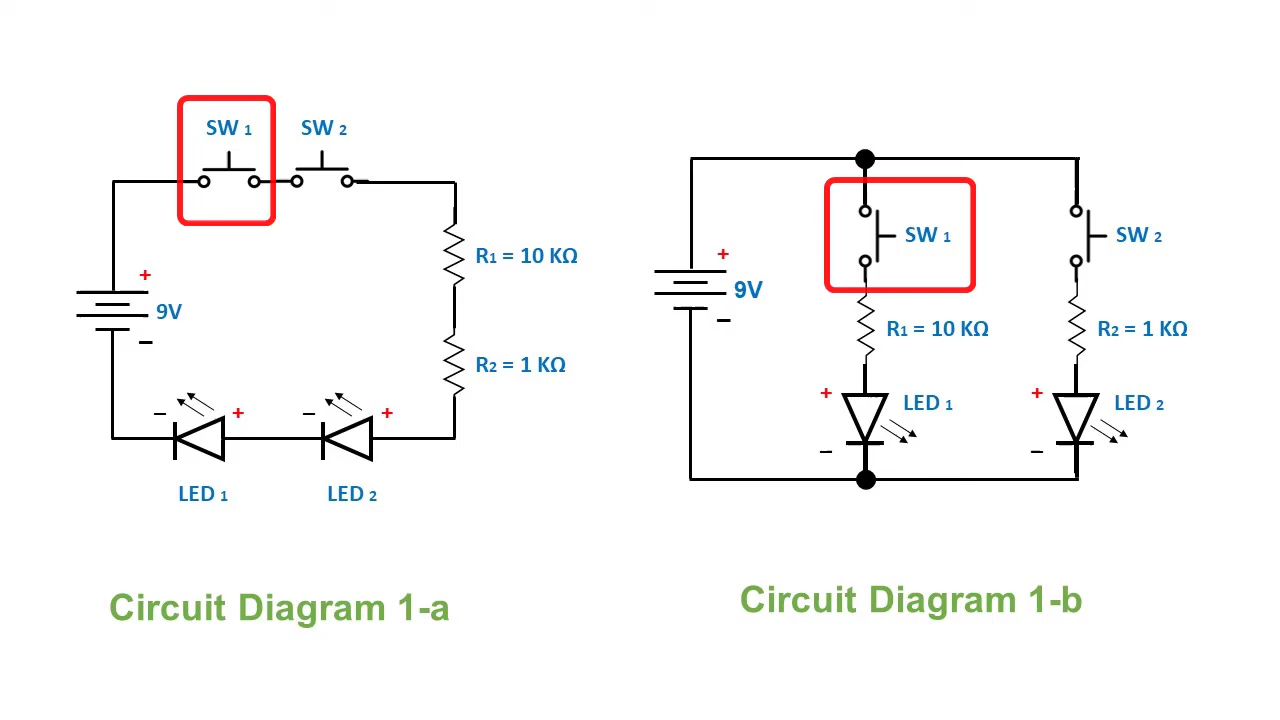 SW 1
SW 2
+
9V
−
R1 = 10 KΩ
R2 = 1 KΩ
− + − +
LED 1
LED 2
Circuit Diagram 1-a
SW 1
SW 2
+
9V
−
R1 = 10 KΩ
R2 = 1 KΩ
+
LED 1
−
+
LED 2
−
Circuit Diagram 1-b